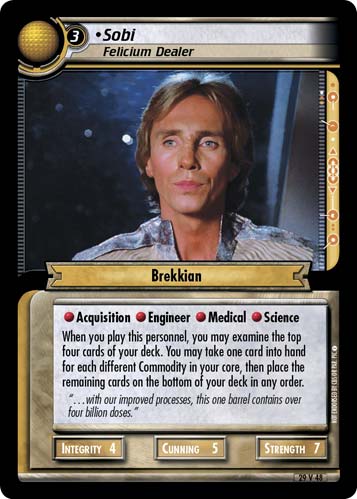 3
•Sobi
Felicium Dealer
Brekkian
Acquisition Engineer Medical Science
When you play this personnel, you may examine the top
four cards of your deck. You may take one card into hand
for each different Commodity in your core, then place the
remaining cards on the bottom of your deck in any order.
“...with our improved processes, this one barrel contains over
four billion doses.”
INTEGRITY 4 CUNNING 5 STRENGTH 7
29 V 48